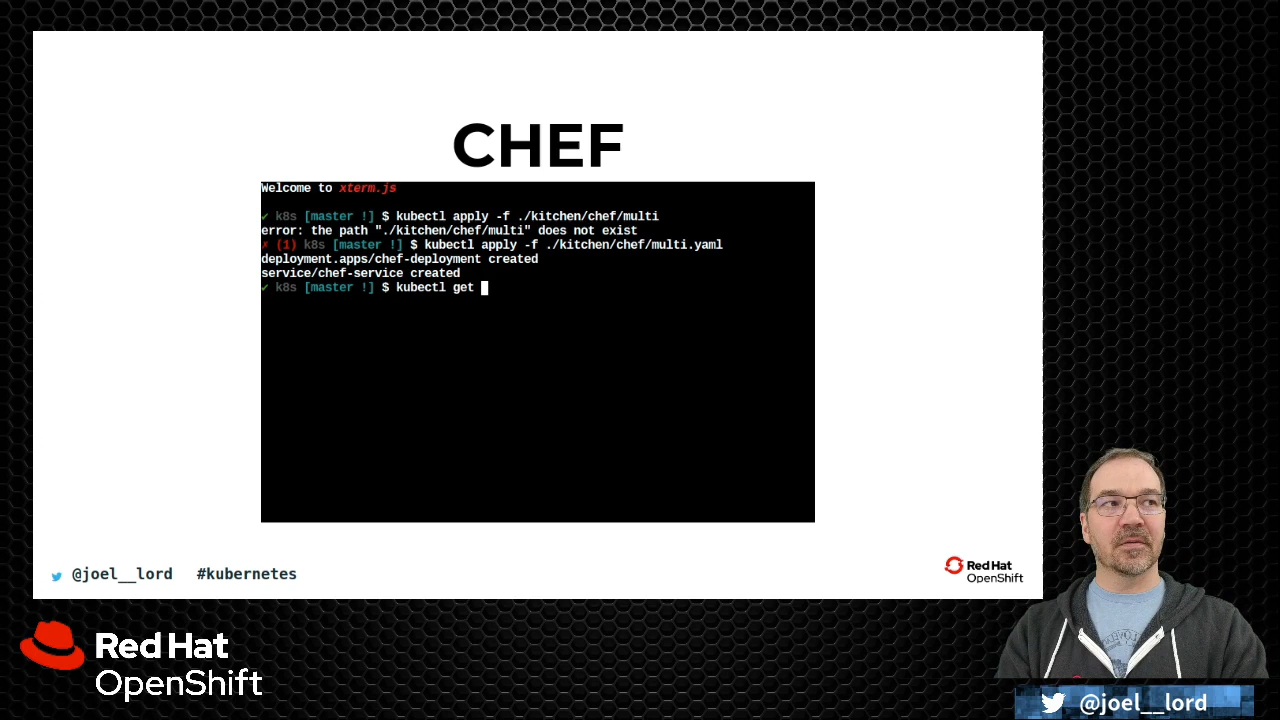 CHEF
Welcome to xterm.js
✔ k8s [master !] $ kubectl apply -f ./kitchen/chef/multi
error: the path "./kitchen/chef/multi" does not exist
✗ (1) k8s [master !] $ kubectl apply -f ./kitchen/chef/multi.yaml
deployment.apps/chef-deployment created
service/chef-service created
✔ k8s [master !] $ kubectl get
@joel__lord #kubernetes
Red Hat
OpenShift
Red Hat
OpenShift
@joel__lord